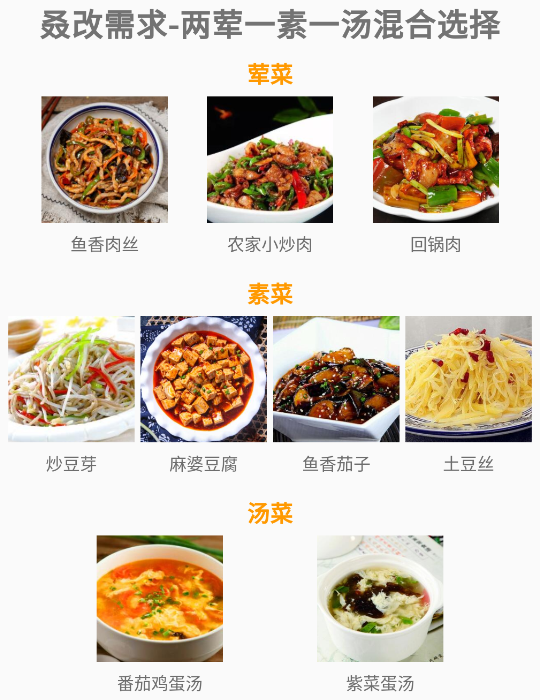 叒改需求-两荤一素一汤混合选择
荤菜
鱼香肉丝 农家小炒肉 回锅肉
素菜
炒豆芽 麻婆豆腐 鱼香茄子 土豆丝
汤菜
番茄鸡蛋汤 紫菜蛋汤